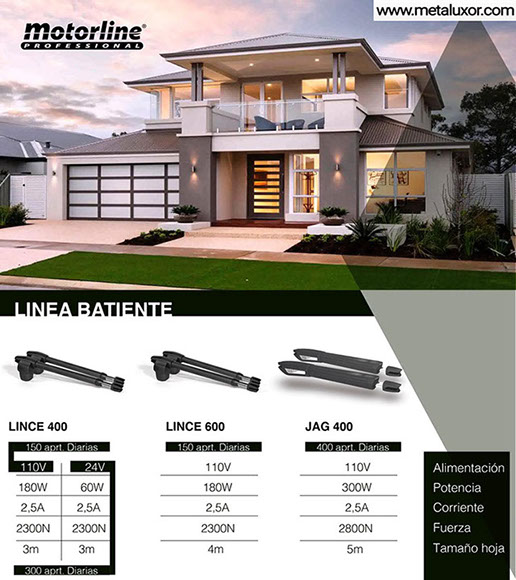 www.metaluxor.com
motorline®
PROFESSIONAL
LINEA BATIENTE
LINCE 400
LINCE 600
JAG 400
150 aprt. Diarias
150 aprt. Diarias
400 aprt. Diarias
110V 24V 110V 110V Alimentación
180W 60W 180W 300W Potencia
2,5A 2,5A 2,5A 2,5A Corriente
2300N 2300N 2300N 2800N Fuerza
3m 3m 4m 5m Tamaño hoja
300 aprt. Diarias